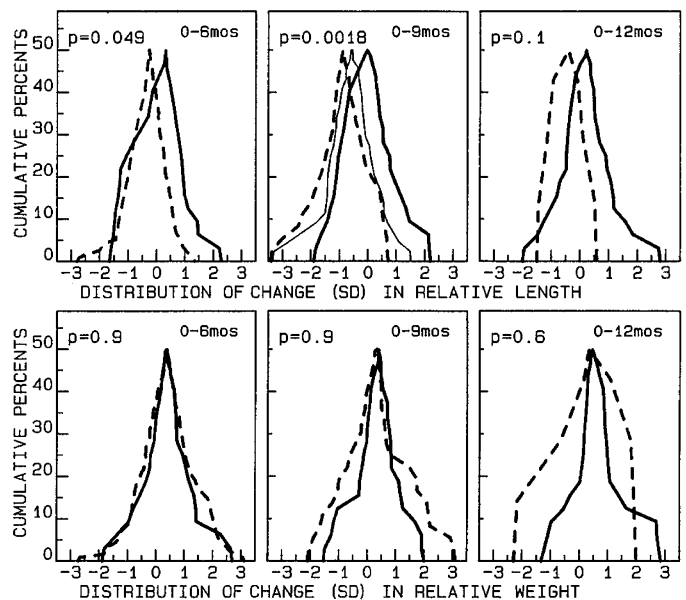 p=0.049 0-6mos p=0.0018 0-9mos p=0.1 0-12mos
CUMULATIVE PERCENTS
50
40
30
20
10
0
-3 -2 -1 0 1 2 3 -3 -2 -1 0 1 2 3 -3 -2 -1 0 1 2 3
DISTRIBUTION OF CHANGE (SD) IN RELATIVE LENGTH
p=0.9 0-6mos p=0.9 0-9mos p=0.6 0-12mos
CUMULATIVE PERCENTS
50
40
30
20
10
0
-3 -2 -1 0 1 2 3 -3 -2 -1 0 1 2 3 -3 -2 -1 0 1 2 3
DISTRIBUTION OF CHANGE (SD) IN RELATIVE WEIGHT